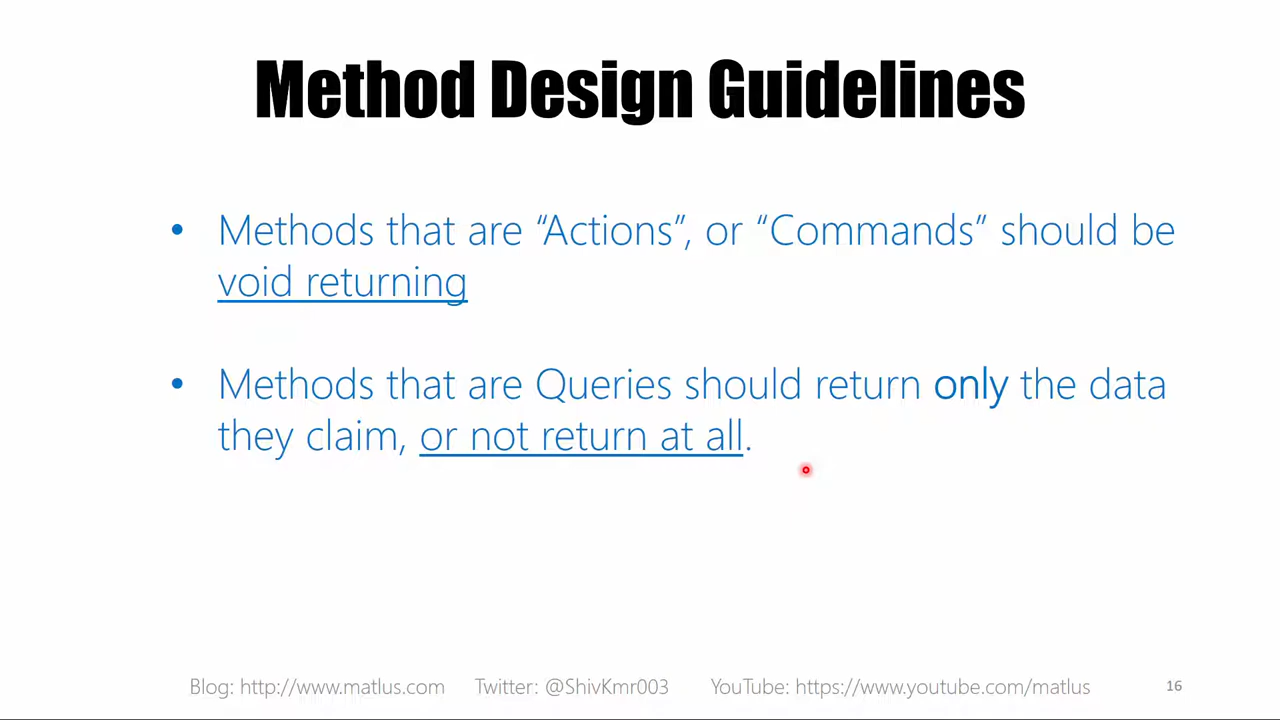 Method Design Guidelines
• Methods that are “Actions”, or “Commands” should be
void returning
• Methods that are Queries should return only the data
they claim, or not return at all.
Blog: http://www.matlus.com Twitter: @ShivKmr003 YouTube: https://www.youtube.com/matlus 16